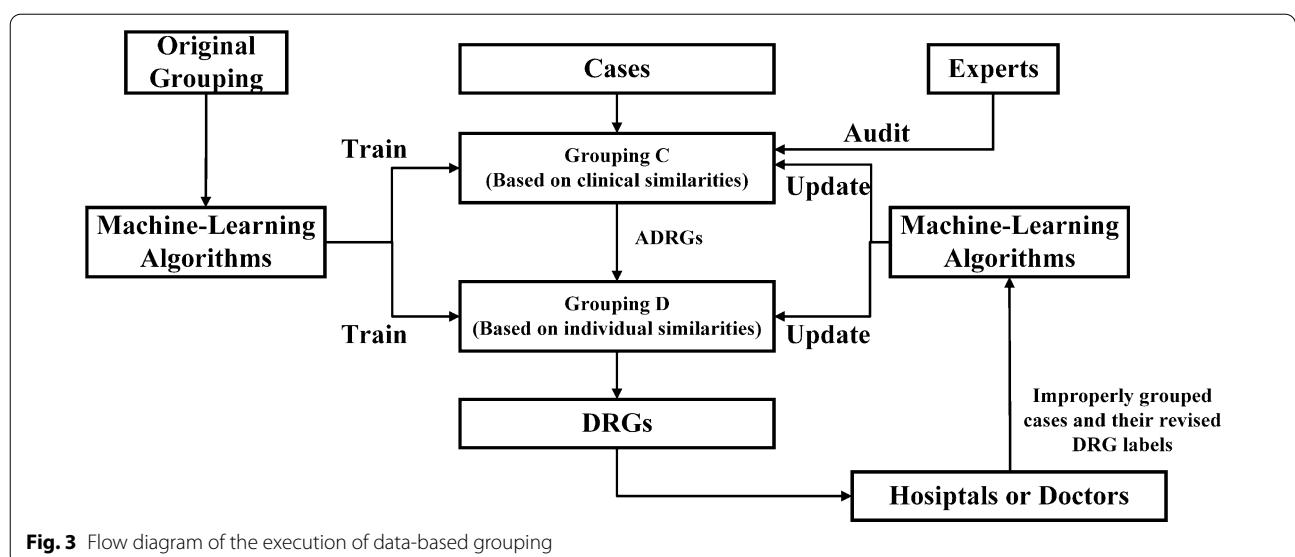 Original
Grouping
Cases
Experts
Audit
Train
Grouping C
(Based on clinical similarities)
Update
Machine-Learning
Algorithms
ADRGs
Machine-Learning
Algorithms
Grouping D
(Based on individual similarities)
Train
Update
DRGs
Improperly grouped
cases and their revised
DRG labels
Hosiptals or Doctors
Fig. 3 Flow diagram of the execution of data-based grouping